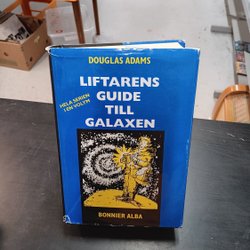 DOUGLAS ADAMS
LIFTARENS
GUIDE
TILL
GALAXEN
HELA SERIEN
I EN VOLYM
BONNIER ALBA